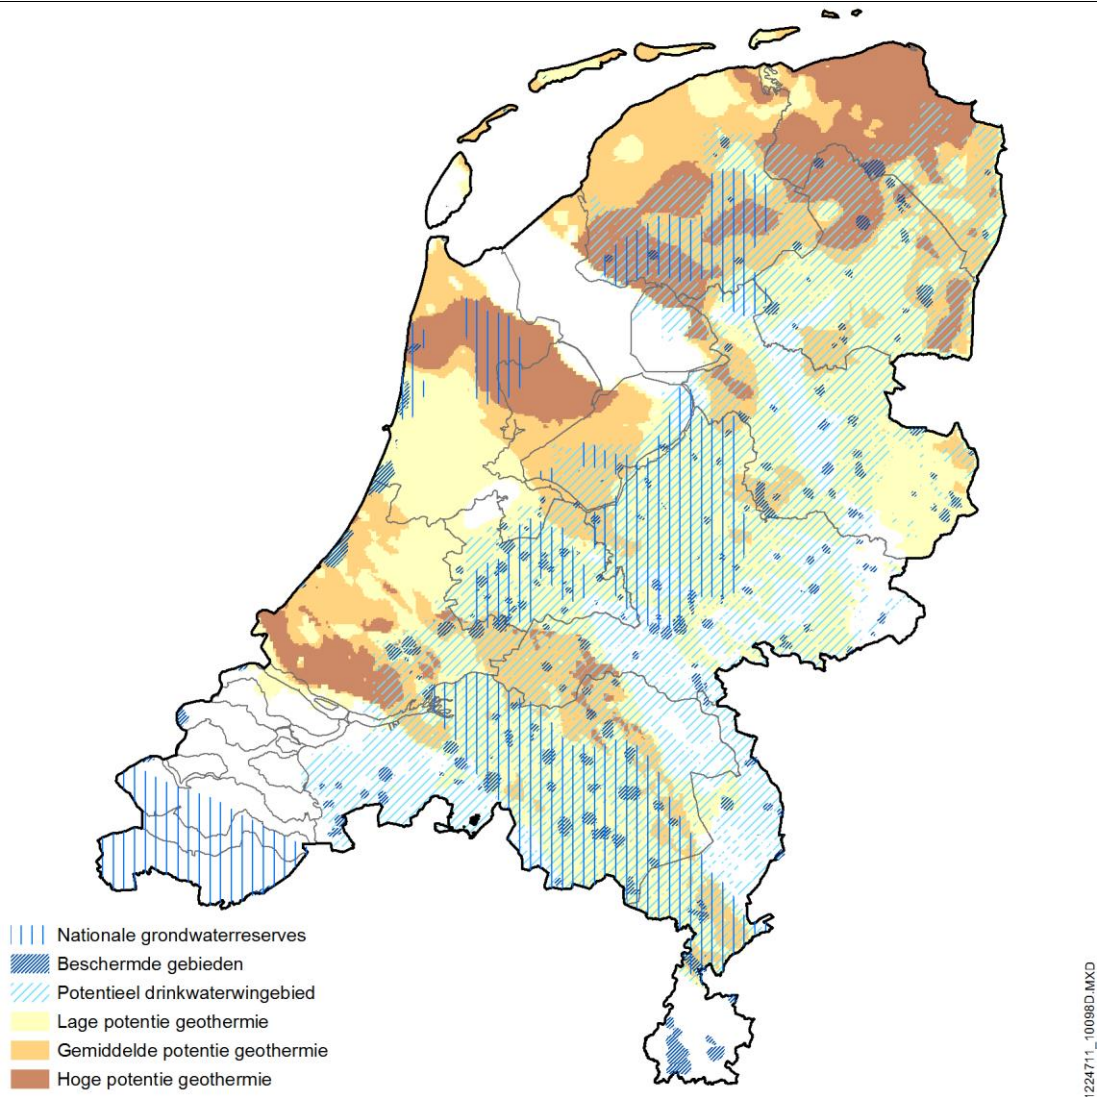 Nationale grondwaterreserves
Beschermde gebieden
Potentieel drinkwaterwingebied
Lage potentie geothermie
Gemiddelde potentie geothermie
Hoge potentie geothermie
1224711_10098D.MXD